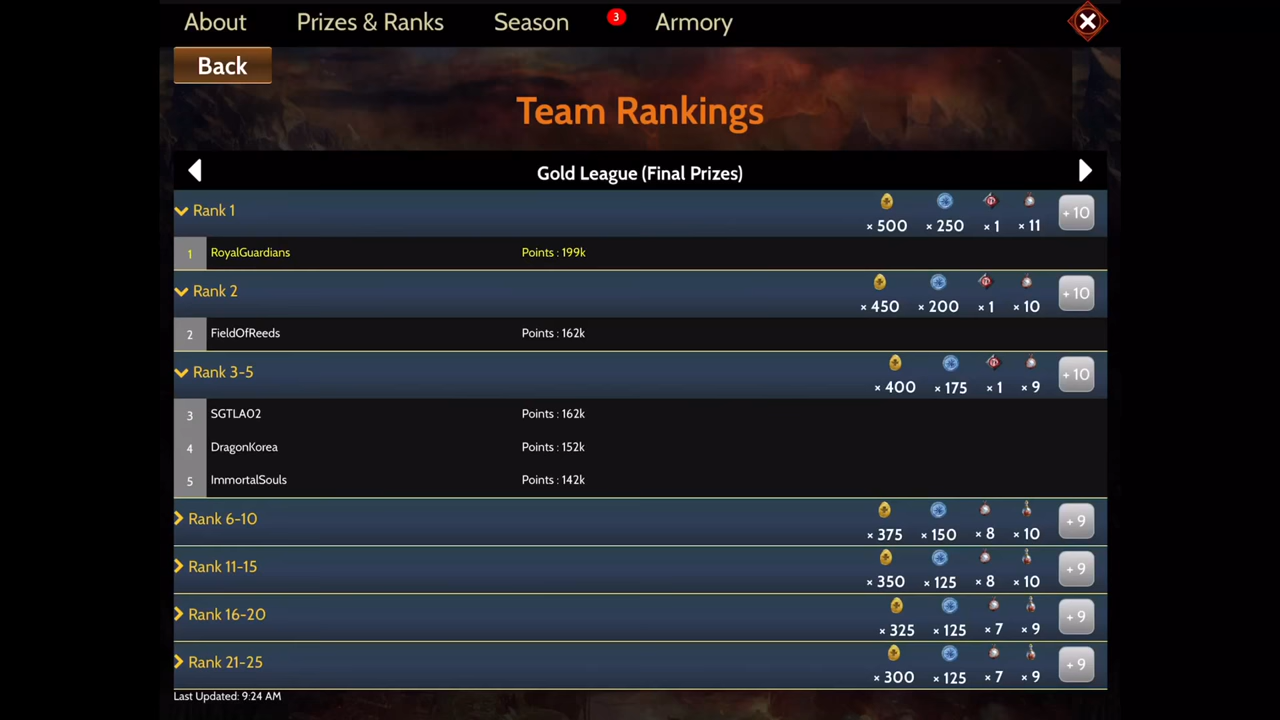 About Prizes & Ranks Season 3 Armory
Back
Team Rankings
Gold League (Final Prizes)
Rank 1 × 500 × 250 × 1 × 11 + 10
1 RoyalGuardians Points : 199k
Rank 2 × 450 × 200 × 1 × 10 + 10
2 FieldOfReeds Points : 162k
Rank 3-5 × 400 × 175 × 1 × 9 + 10
3 SGTLA02 Points : 162k
4 DragonKorea Points : 152k
5 ImmortalSouls Points : 142k
Rank 6-10 × 375 × 150 × 8 × 10 + 9
Rank 11-15 × 350 × 125 × 8 × 10 + 9
Rank 16-20 × 325 × 125 × 7 × 9 + 9
Rank 21-25 × 300 × 125 × 7 × 9 + 9
Last Updated: 9:24 AM